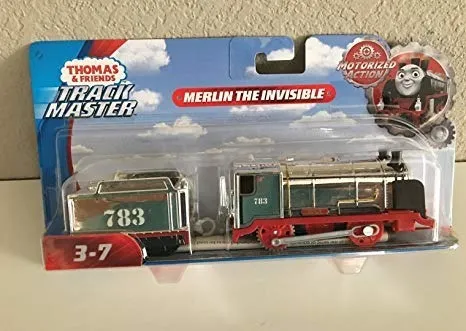 THOMAS
& FRIENDS
TRACK
MASTER
MERLIN THE INVISIBLE
MOTORIZED
ACTION!
783
783
3-7